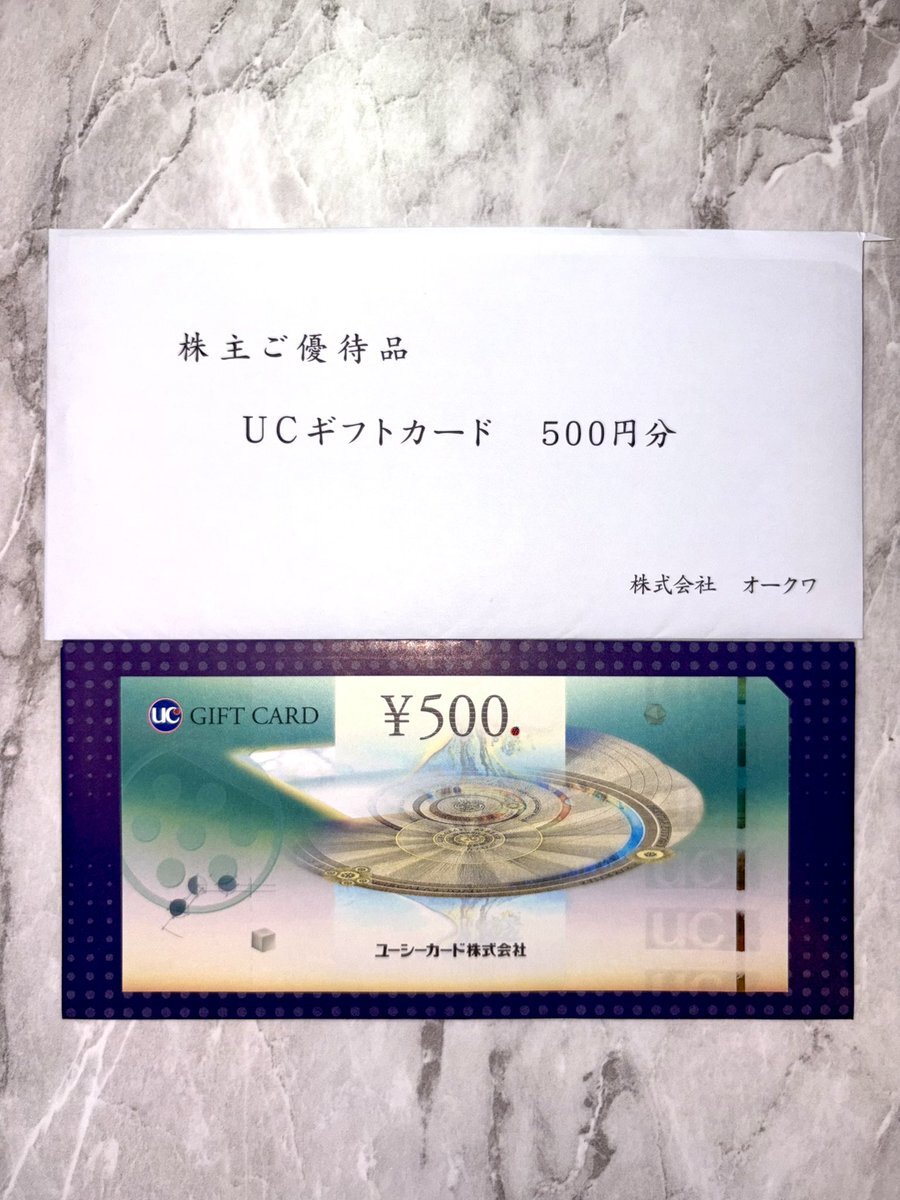 株主ご優待品
UCギフトカード 500円分
株式会社 オークワ
UC GIFT CARD
¥500.
UC
UC
UC
ユーシーカード株式会社